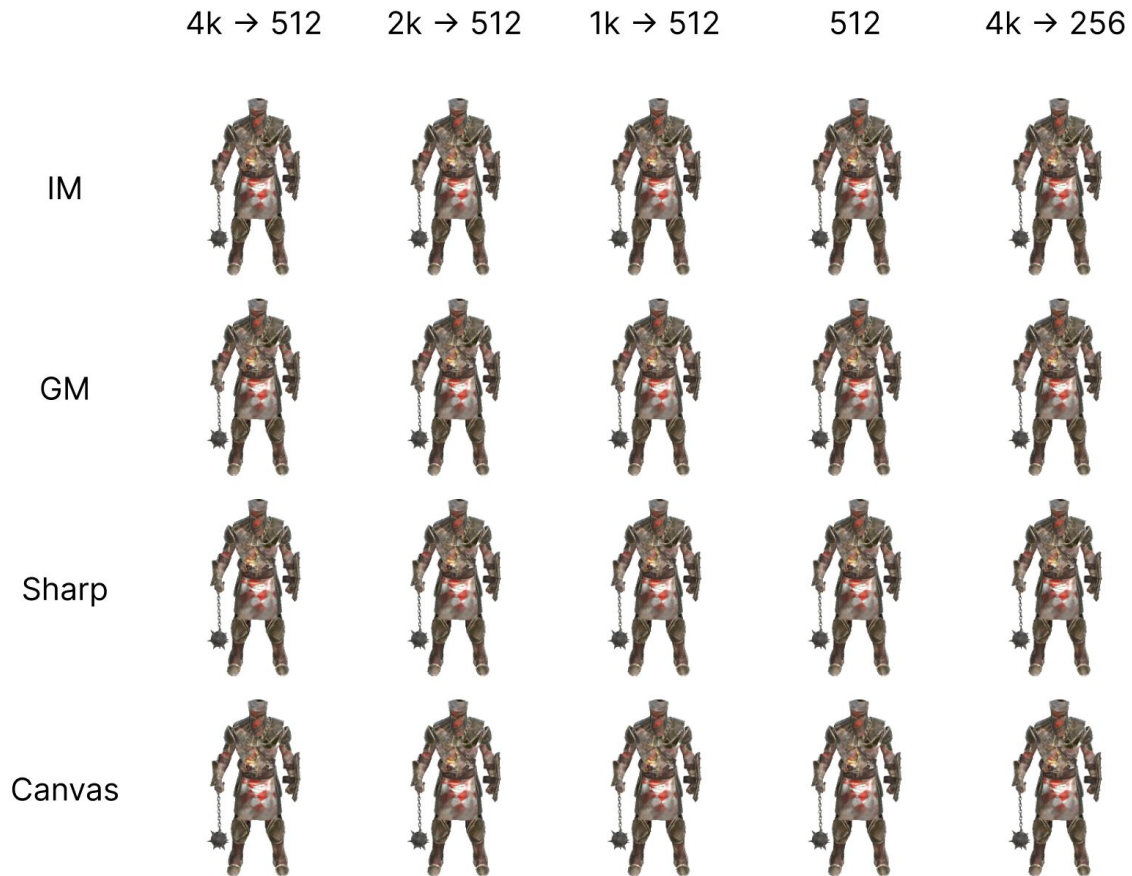 4k → 512 2k → 512 1k → 512 512 4k → 256
IM
GM
Sharp
Canvas